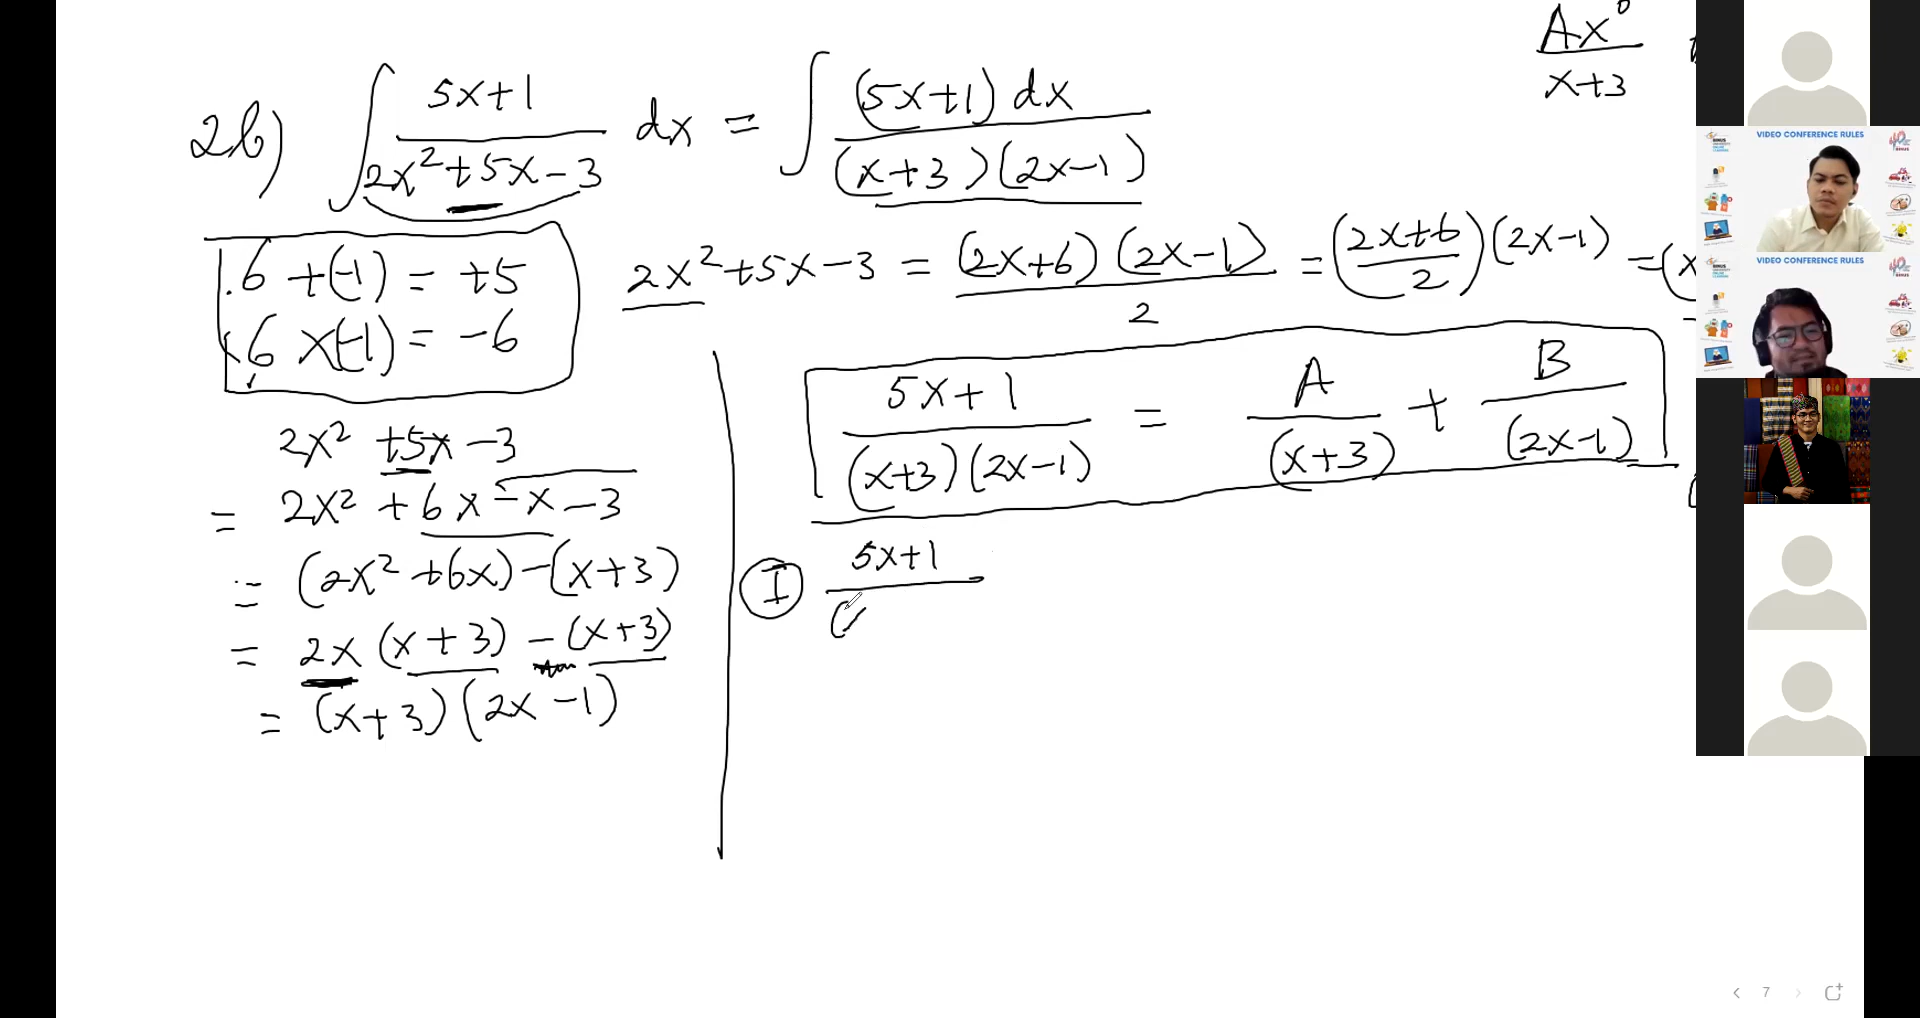 2b) ∫ (5x+1)/(2x²+5x-3) dx = ∫ (5x+1)dx/((x+3)(2x-1))
Ax⁰/(x+3)
6+(-1) = +5
6x(-1) = -6
2x²+5x-3 = (2x+6)(2x-1)/2 = ((2x+6)/2)(2x-1) = (x
(5x+1)/((x+3)(2x-1)) = A/(x+3) + B/(2x-1)
2x² +5x -3
= 2x² + 6x - x - 3
= (2x²+6x)-(x+3)
= 2x (x+3) - (x+3)
= (x+3)(2x-1)
I 5x+1
(
VIDEO CONFERENCE RULES
VIDEO CONFERENCE RULES
7